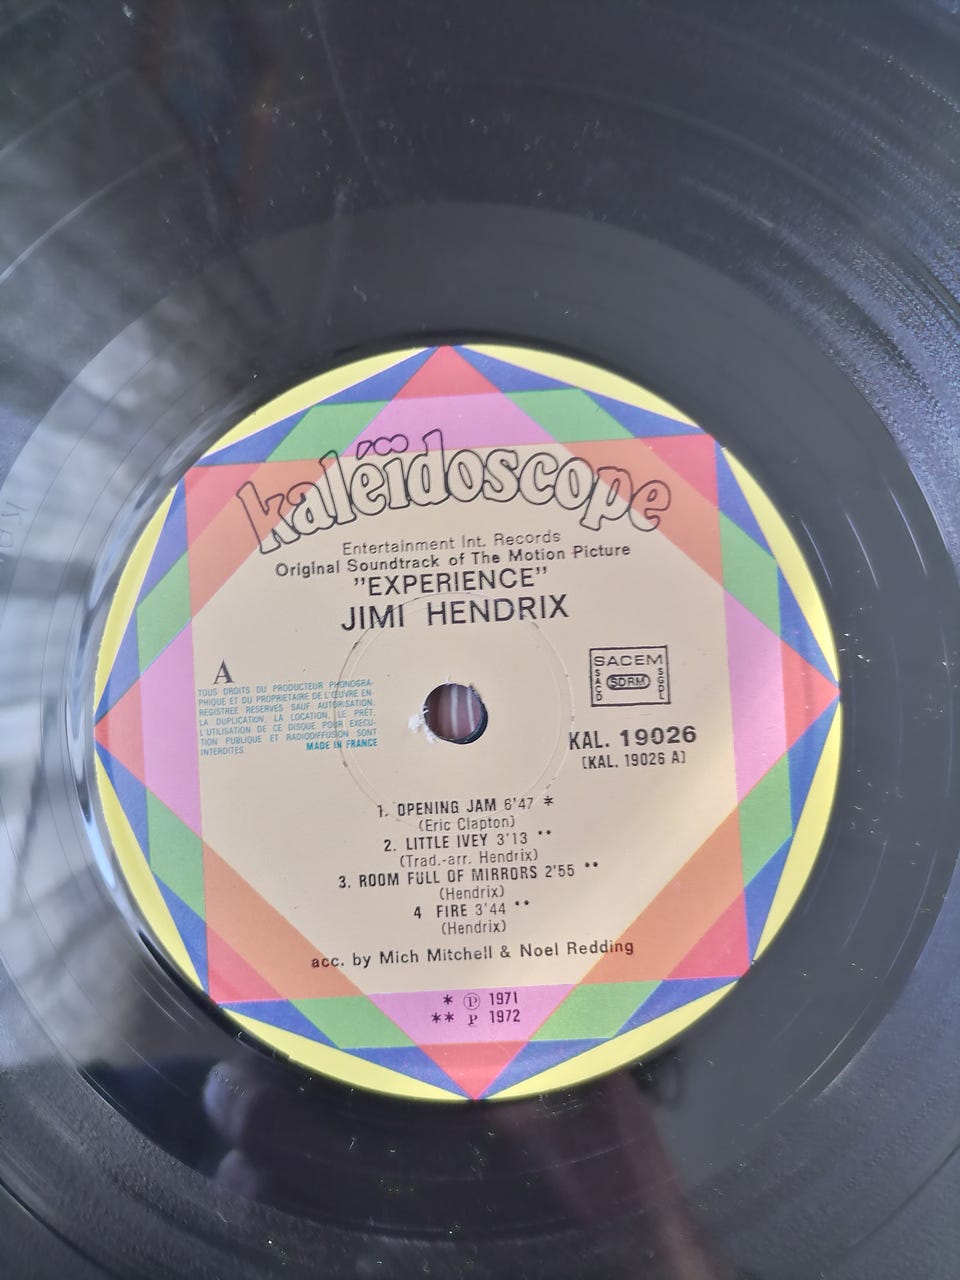 kaléidoscope
Entertainment Int. Records
Original Soundtrack of The Motion Picture
"EXPERIENCE"
JIMI HENDRIX
A
TOUS DROITS DU PRODUCTEUR PHONOGRA-
PHIQUE ET DU PROPRIETAIRE DE L'ŒUVRE EN-
REGISTREE RESERVES SAUF AUTORISATION,
LA DUPLICATION, LA LOCATION, LE PRÊT,
L'UTILISATION DE CE DISQUE POUR EXECU-
TION PUBLIQUE ET RADIODIFFUSION SONT
INTERDITES. MADE IN FRANCE
SACEM
SACD SDRM SGDL
KAL. 19026
(KAL. 19026 A)
1. OPENING JAM 6'47 *
(Eric Clapton)
2. LITTLE IVEY 3'13 **
(Trad.-arr. Hendrix)
3. ROOM FULL OF MIRRORS 2'55 **
(Hendrix)
4 FIRE 3'44 **
(Hendrix)
acc. by Mich Mitchell & Noel Redding
* Ⓟ 1971
** Ⓟ 1972